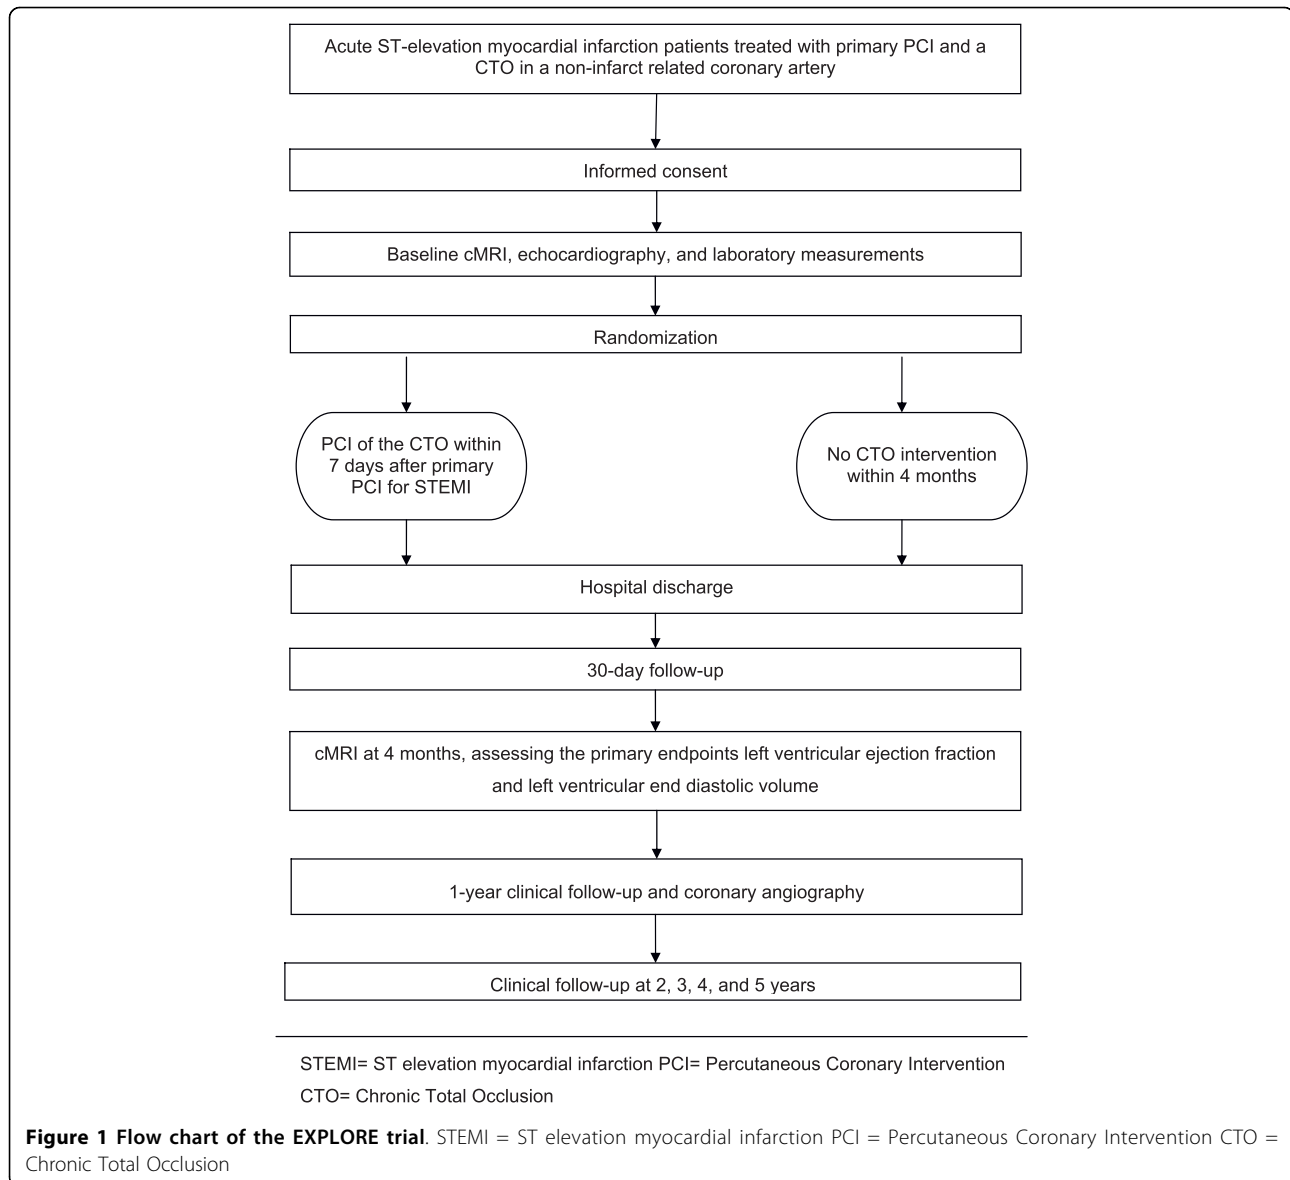 Acute ST-elevation myocardial infarction patients treated with primary PCI and a
CTO in a non-infarct related coronary artery
Informed consent
Baseline cMRI, echocardiography, and laboratory measurements
Randomization
PCI of the CTO within
7 days after primary
PCI for STEMI
No CTO intervention
within 4 months
Hospital discharge
30-day follow-up
cMRI at 4 months, assessing the primary endpoints left ventricular ejection fraction
and left ventricular end diastolic volume
1-year clinical follow-up and coronary angiography
Clinical follow-up at 2, 3, 4, and 5 years
STEMI= ST elevation myocardial infarction PCI= Percutaneous Coronary Intervention
CTO= Chronic Total Occlusion
Figure 1 Flow chart of the EXPLORE trial. STEMI = ST elevation myocardial infarction PCI = Percutaneous Coronary Intervention CTO =
Chronic Total Occlusion